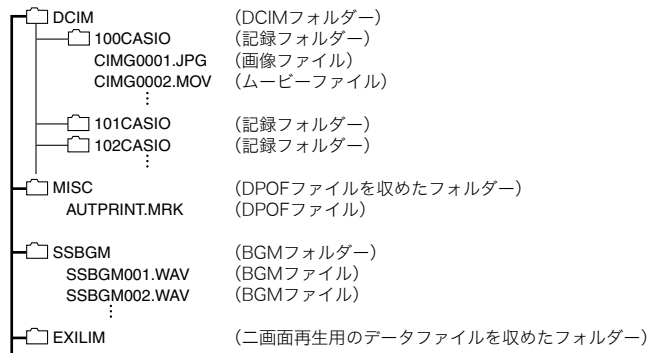 DCIM （DCIMフォルダー）
100CASIO （記録フォルダー）
CIMG0001.JPG （画像ファイル）
CIMG0002.MOV （ムービーファイル）
⋮
101CASIO （記録フォルダー）
102CASIO （記録フォルダー）
⋮
MISC （DPOFファイルを収めたフォルダー）
AUTPRINT.MRK （DPOFファイル）
SSBGM （BGMフォルダー）
SSBGM001.WAV （BGMファイル）
SSBGM002.WAV （BGMファイル）
⋮
EXILIM （二画面再生用のデータファイルを収めたフォルダー）